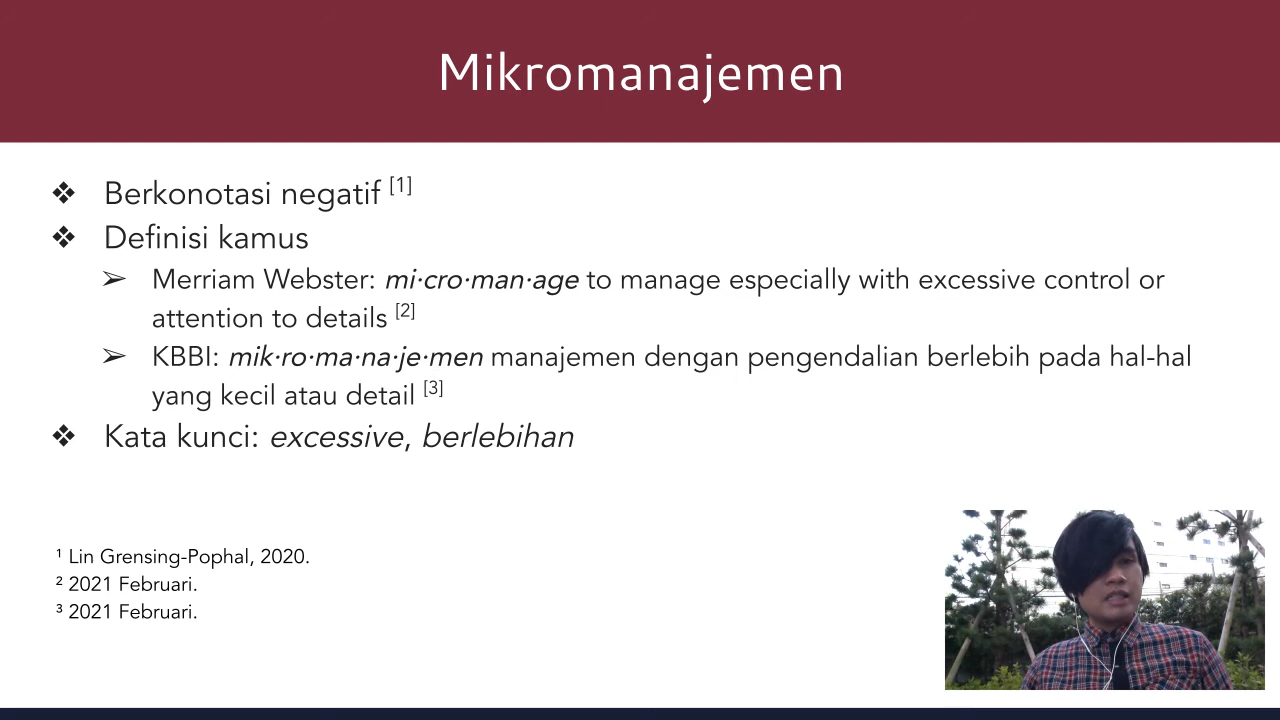 Mikromanajemen
❖ Berkonotasi negatif [1]
❖ Definisi kamus
➢ Merriam Webster: mi·cro·man·age to manage especially with excessive control or
attention to details [2]
➢ KBBI: mik·ro·ma·na·je·men manajemen dengan pengendalian berlebih pada hal-hal
yang kecil atau detail [3]
❖ Kata kunci: excessive, berlebihan
¹ Lin Grensing-Pophal, 2020.
² 2021 Februari.
³ 2021 Februari.